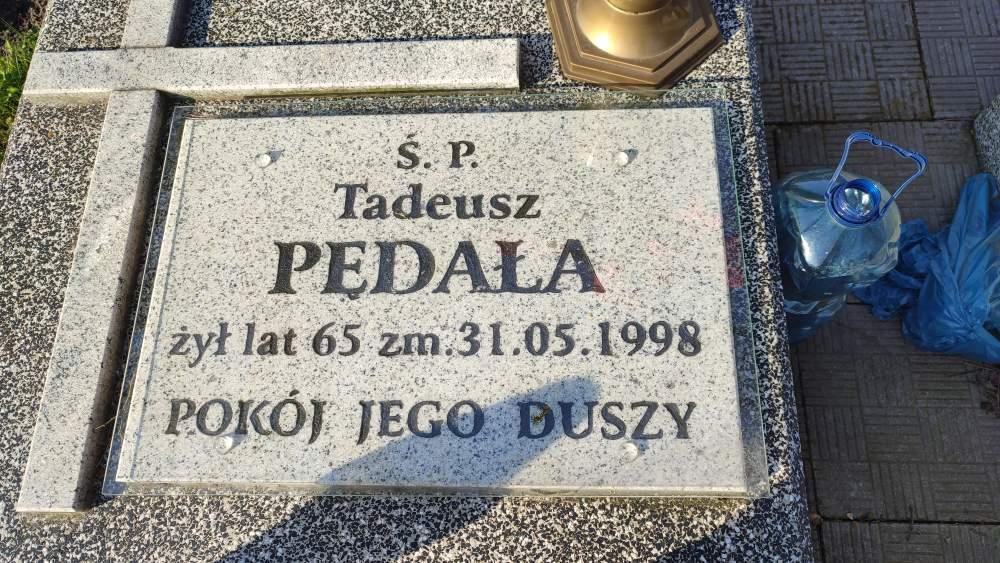 Ś. P.
Tadeusz
PĘDAŁA
żył lat 65 zm. 31.05.1998
POKÓJ JEGO DUSZY